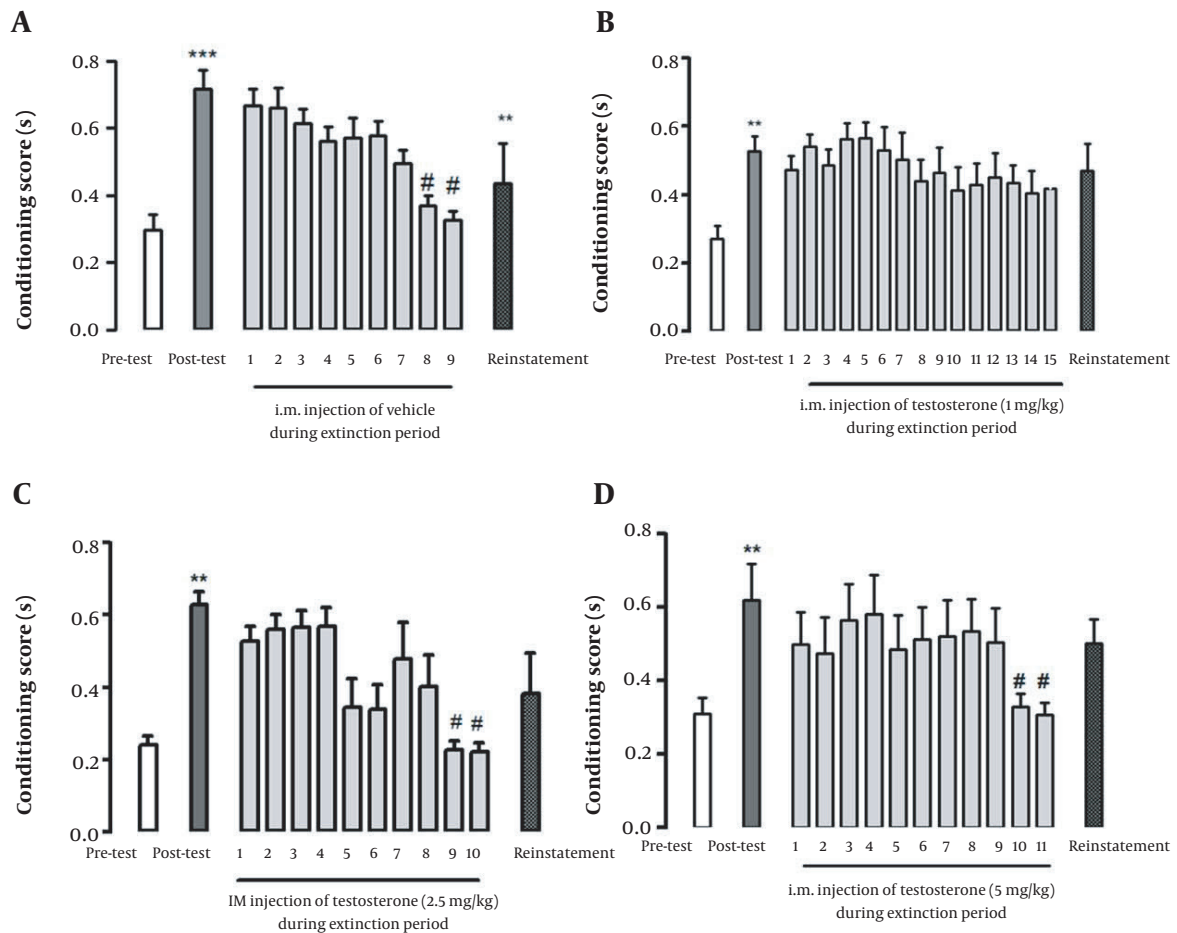 A
Conditioning score (s)
0.8
0.6
0.4
0.2
0.0
***
# #
**
Pre-test Post-test 1 2 3 4 5 6 7 8 9 Reinstatement
i.m. injection of vehicle
during extinction period
B
Conditioning score (s)
0.8
0.6
0.4
0.2
0.0
**
Pre-test Post-test 1 2 3 4 5 6 7 8 9 10 11 12 13 14 15 Reinstatement
i.m. injection of testosterone (1 mg/kg)
during extinction period
C
Conditioning score (s)
0.8
0.6
0.4
0.2
0.0
**
# #
Pre-test Post-test 1 2 3 4 5 6 7 8 9 10 Reinstatement
IM injection of testosterone (2.5 mg/kg)
during extinction period
D
Conditioning score (s)
0.8
0.6
0.4
0.2
0.0
**
# #
Pre-test Post-test 1 2 3 4 5 6 7 8 9 10 11 Reinstatement
i.m. injection of testosterone (5 mg/kg)
during extinction period